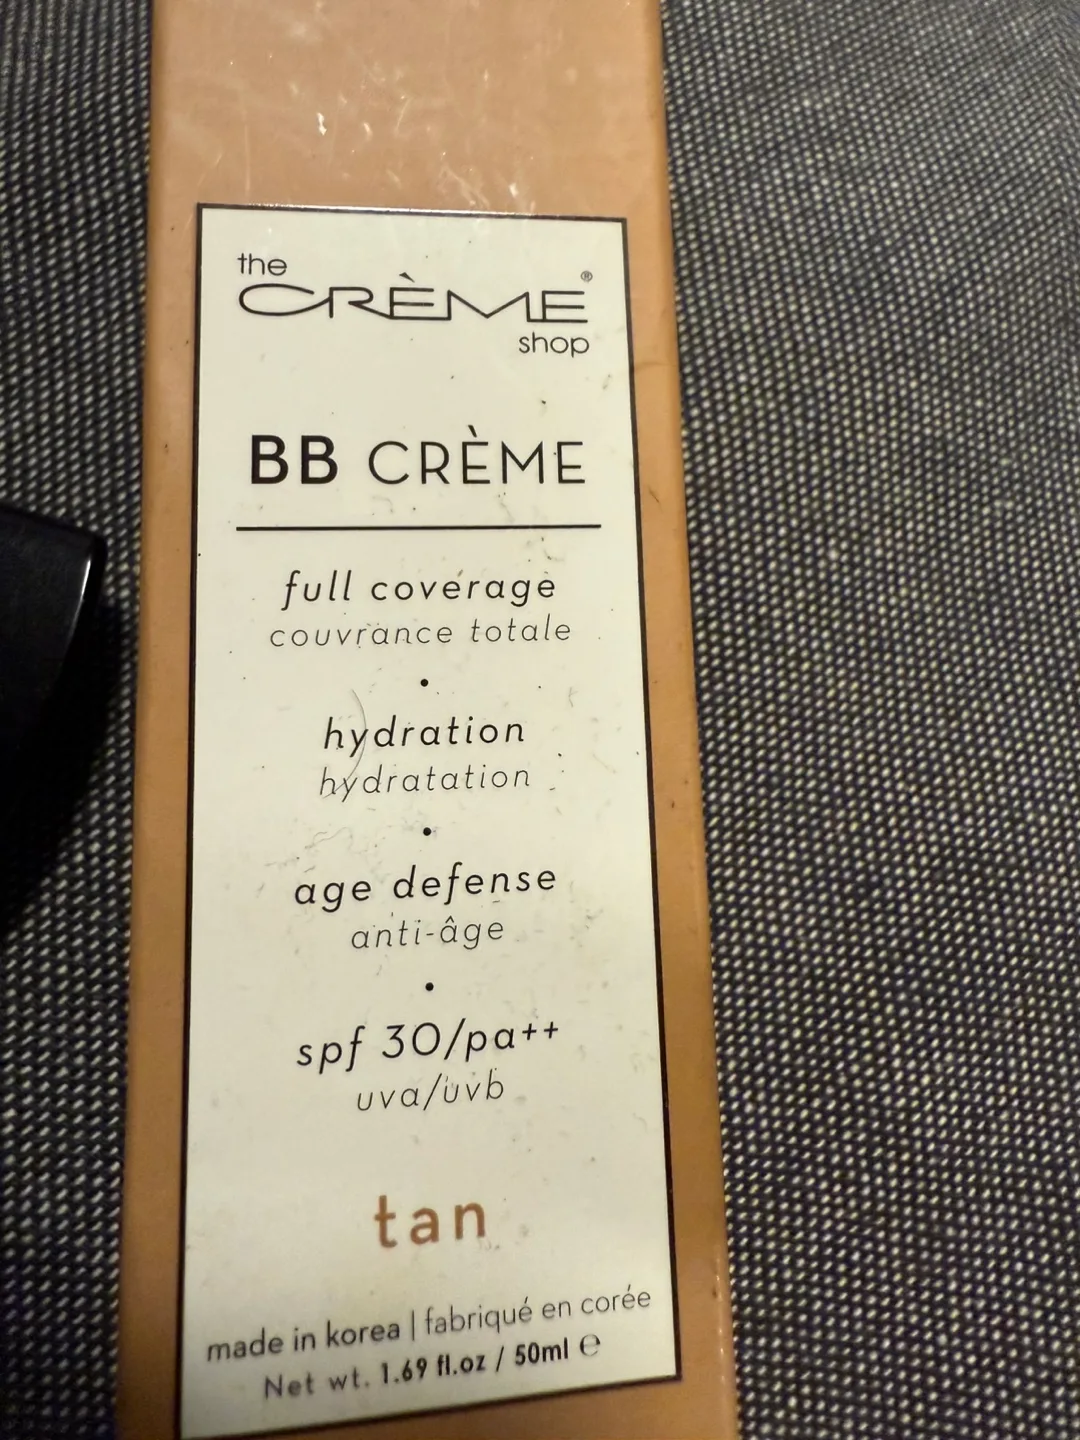 the
CRÈME®
shop
BB CRÈME
full coverage
couvrance totale
•
hydration
hydratation
•
age defense
anti-âge
•
spf 30/pa++
uva/uvb
tan
made in korea | fabriqué en corée
Net wt. 1.69 fl.oz / 50ml ℮